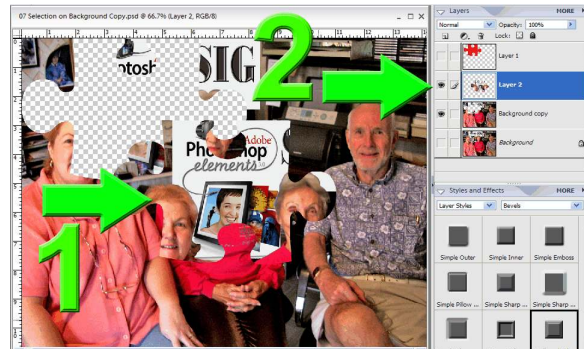 07 Selection on Background Copy.psd @ 66.7% (Layer 2, RGB/8)
SIG
otosh
2
Adobe
Photoshop
elements
1
Layers
MORE
Normal
Opacity: 100%
Lock:
Layer 1
Layer 2
Background copy
Background
Styles and Effects
MORE
Layer Styles
Bevels
Simple Outer
Simple Inner
Simple Emboss
Simple Pillow ...
Simple Sharp ...
Simple Sharp ...